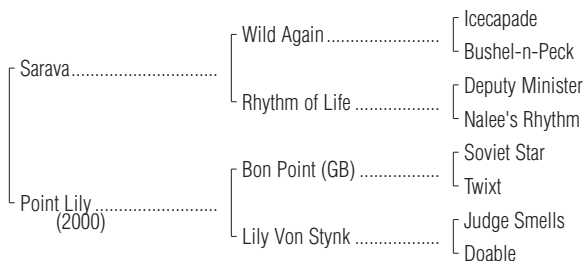 Icecapade
Wild Again
Bushel-n-Peck
Sarava
Deputy Minister
Rhythm of Life
Nalee's Rhythm
Soviet Star
Bon Point (GB)
Twixt
Point Lily
(2000)
Judge Smells
Lily Von Stynk
Doable